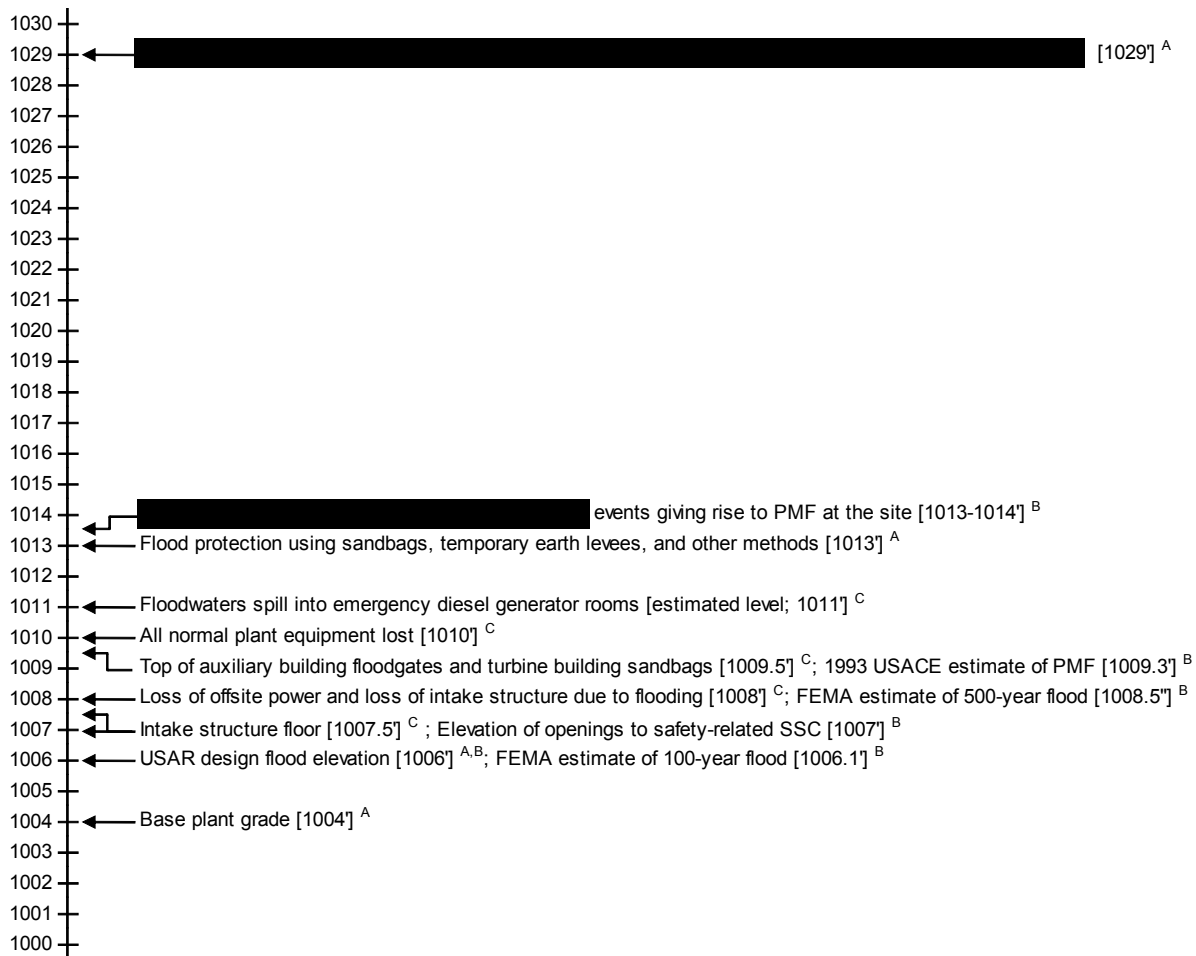 1030
1029 [1029'] A
1028
1027
1026
1025
1024
1023
1022
1021
1020
1019
1018
1017
1016
1015
1014 events giving rise to PMF at the site [1013-1014'] B
1013 Flood protection using sandbags, temporary earth levees, and other methods [1013'] A
1012
1011 Floodwaters spill into emergency diesel generator rooms [estimated level; 1011'] C
1010 All normal plant equipment lost [1010'] C
1009 Top of auxiliary building floodgates and turbine building sandbags [1009.5'] C; 1993 USACE estimate of PMF [1009.3'] B
1008 Loss of offsite power and loss of intake structure due to flooding [1008'] C; FEMA estimate of 500-year flood [1008.5"] B
1007 Intake structure floor [1007.5'] C ; Elevation of openings to safety-related SSC [1007'] B
1006 USAR design flood elevation [1006'] A,B; FEMA estimate of 100-year flood [1006.1'] B
1005
1004 Base plant grade [1004'] A
1003
1002
1001
1000